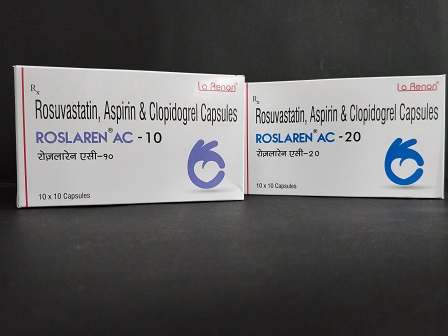 La Renon
Rx
Rosuvastatin, Aspirin & Clopidogrel Capsules
ROSLAREN® AC - 10
रोज़लारेन एसी-१०
10 x 10 Capsules
La Renon
Rx
Rosuvastatin, Aspirin & Clopidogrel Capsules
ROSLAREN® AC - 20
रोज़लारेन एसी-20
10 x 10 Capsules